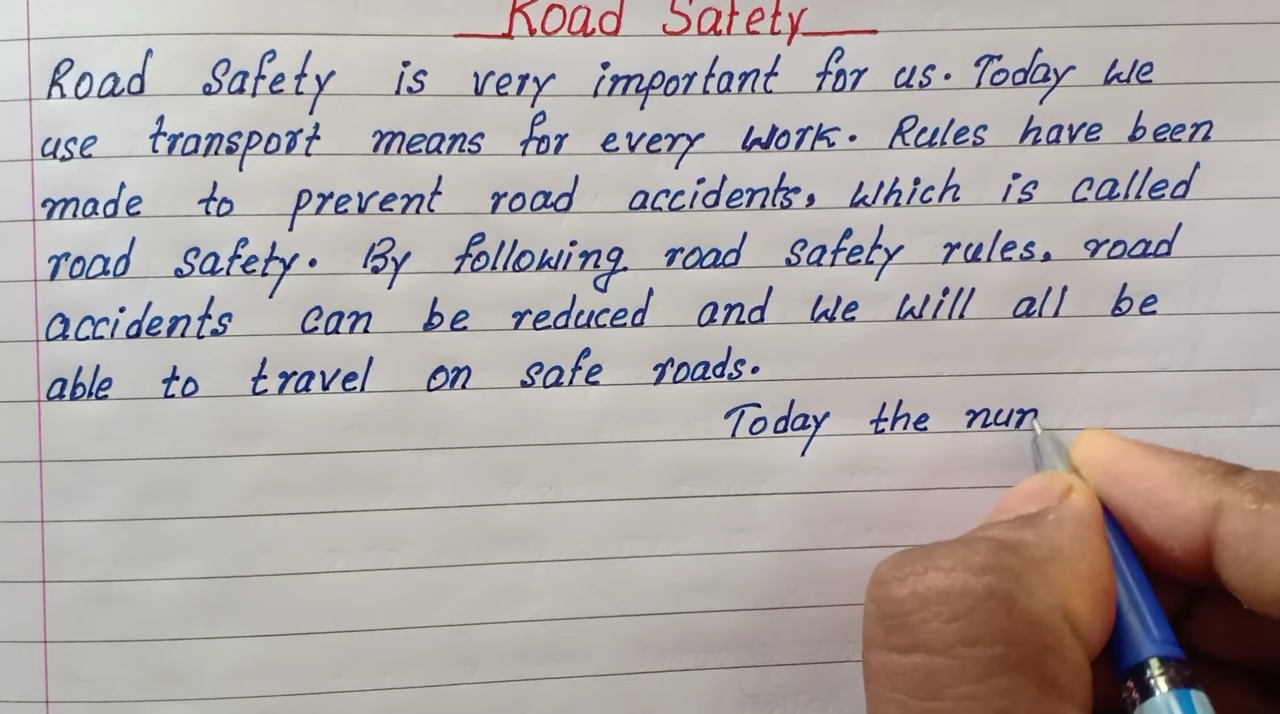 Road Safety
Road Safety is very important for us. Today we
use transport means for every work. Rules have been
made to prevent road accidents, which is called
road safety. By following road safety rules, road
accidents can be reduced and we will all be
able to travel on safe roads.
Today the